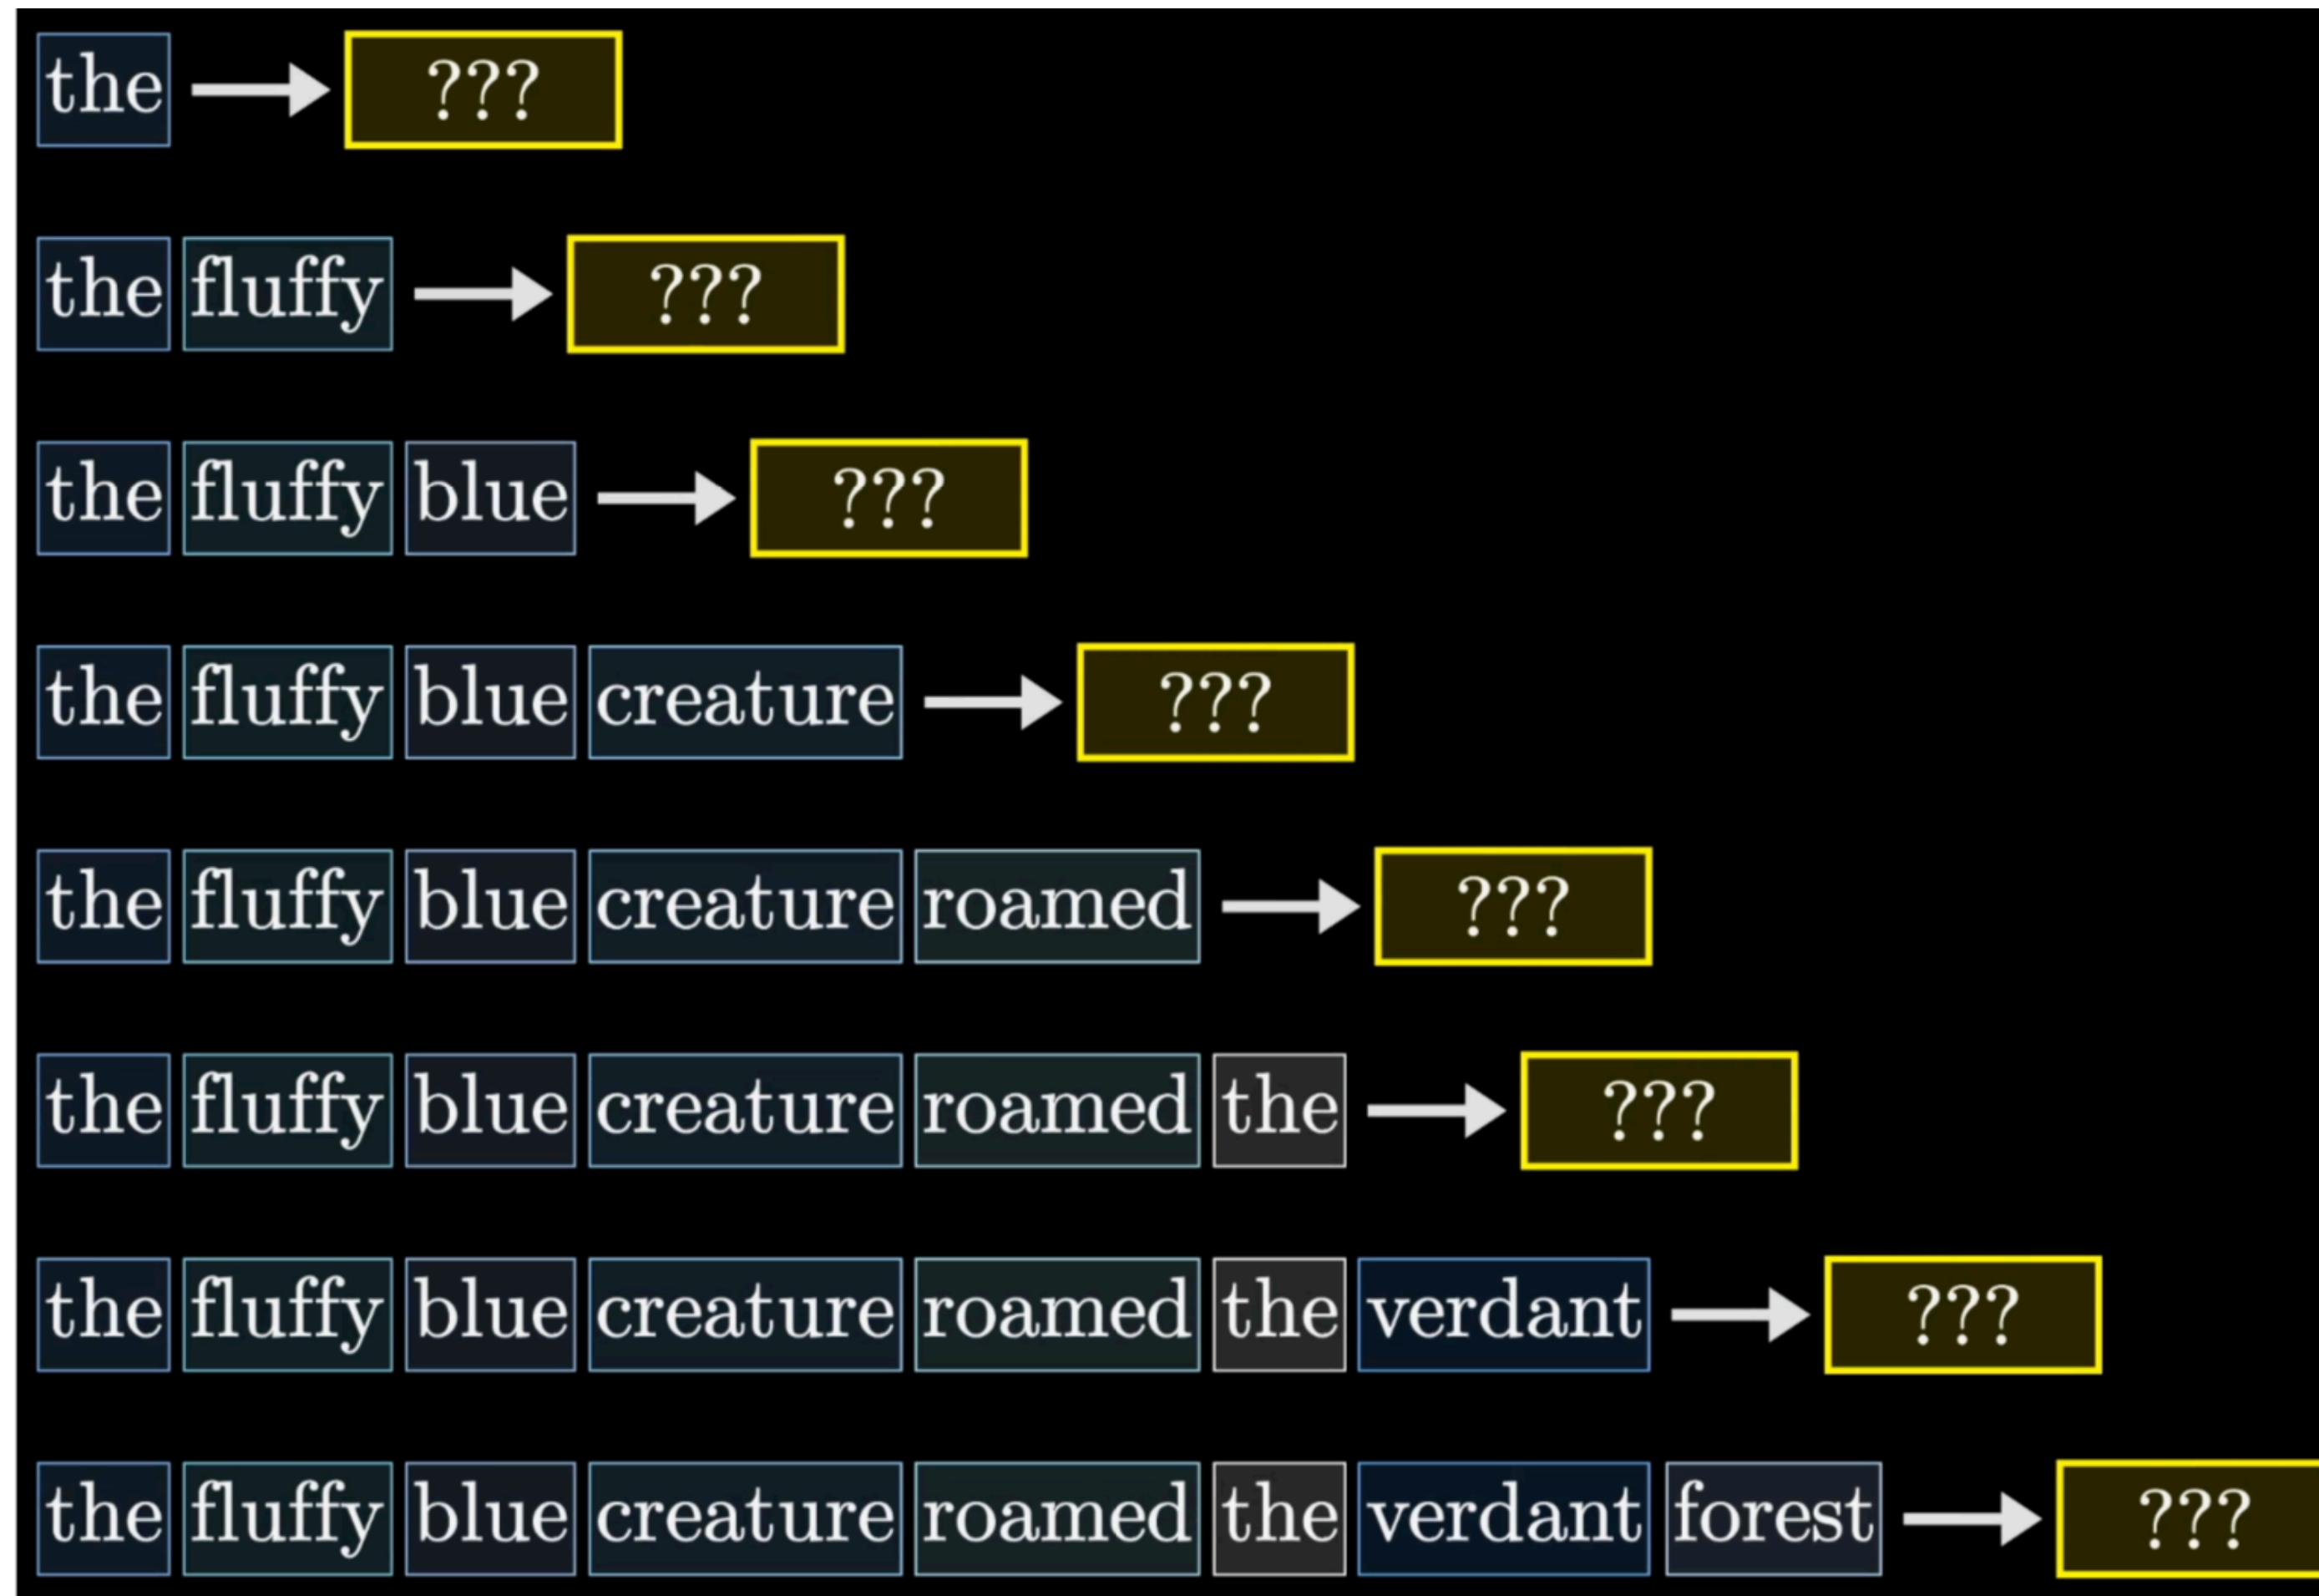 the ???
the fluffy ???
the fluffy blue ???
the fluffy blue creature ???
the fluffy blue creature roamed ???
the fluffy blue creature roamed the ???
the fluffy blue creature roamed the verdant ???
the fluffy blue creature roamed the verdant forest ???